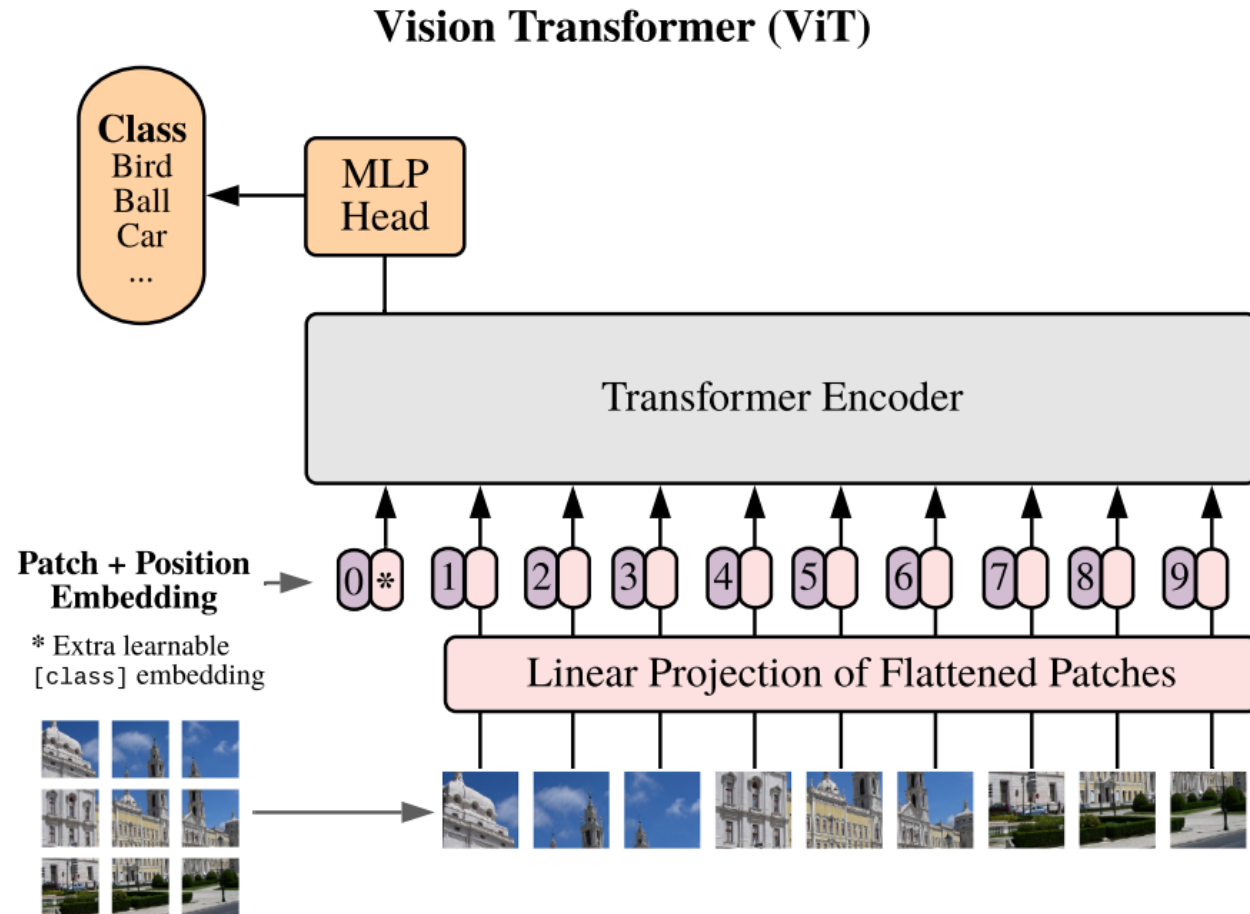 Vision Transformer (ViT)
Class
Bird
Ball
Car
...
MLP
Head
Transformer Encoder
Patch + Position
Embedding
0 * 1 2 3 4 5 6 7 8 9
* Extra learnable
[class] embedding
Linear Projection of Flattened Patches